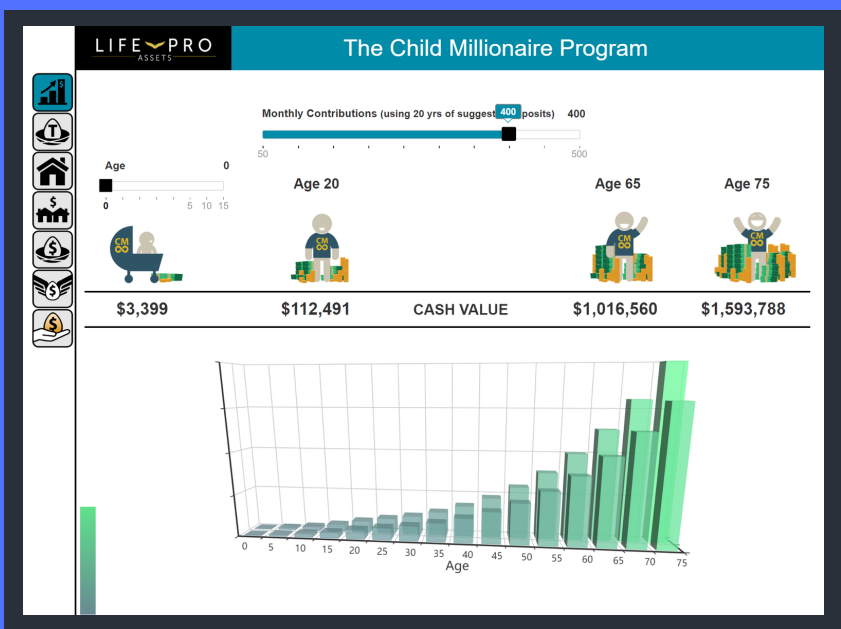 LIFE PRO
ASSETS
The Child Millionaire Program
Monthly Contributions (using 20 yrs of suggest posits) 400
400
50 500
Age 0
0 5 10 15
Age 20 Age 65 Age 75
CM
CM
CM
CM
T
$
$
$
$
$
$3,399 $112,491 CASH VALUE $1,016,560 $1,593,788
0 5 10 15 20 25 30 35 40 45 50 55 60 65 70 75
Age